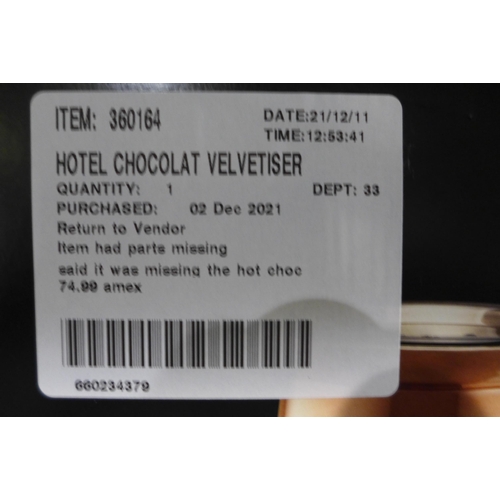 ITEM: 360164 DATE:21/12/11
TIME:12:53:41
HOTEL CHOCOLAT VELVETISER
QUANTITY: 1 DEPT: 33
PURCHASED: 02 Dec 2021
Return to Vendor
Item had parts missing
said it was missing the hot choc
74.99 amex
660234379